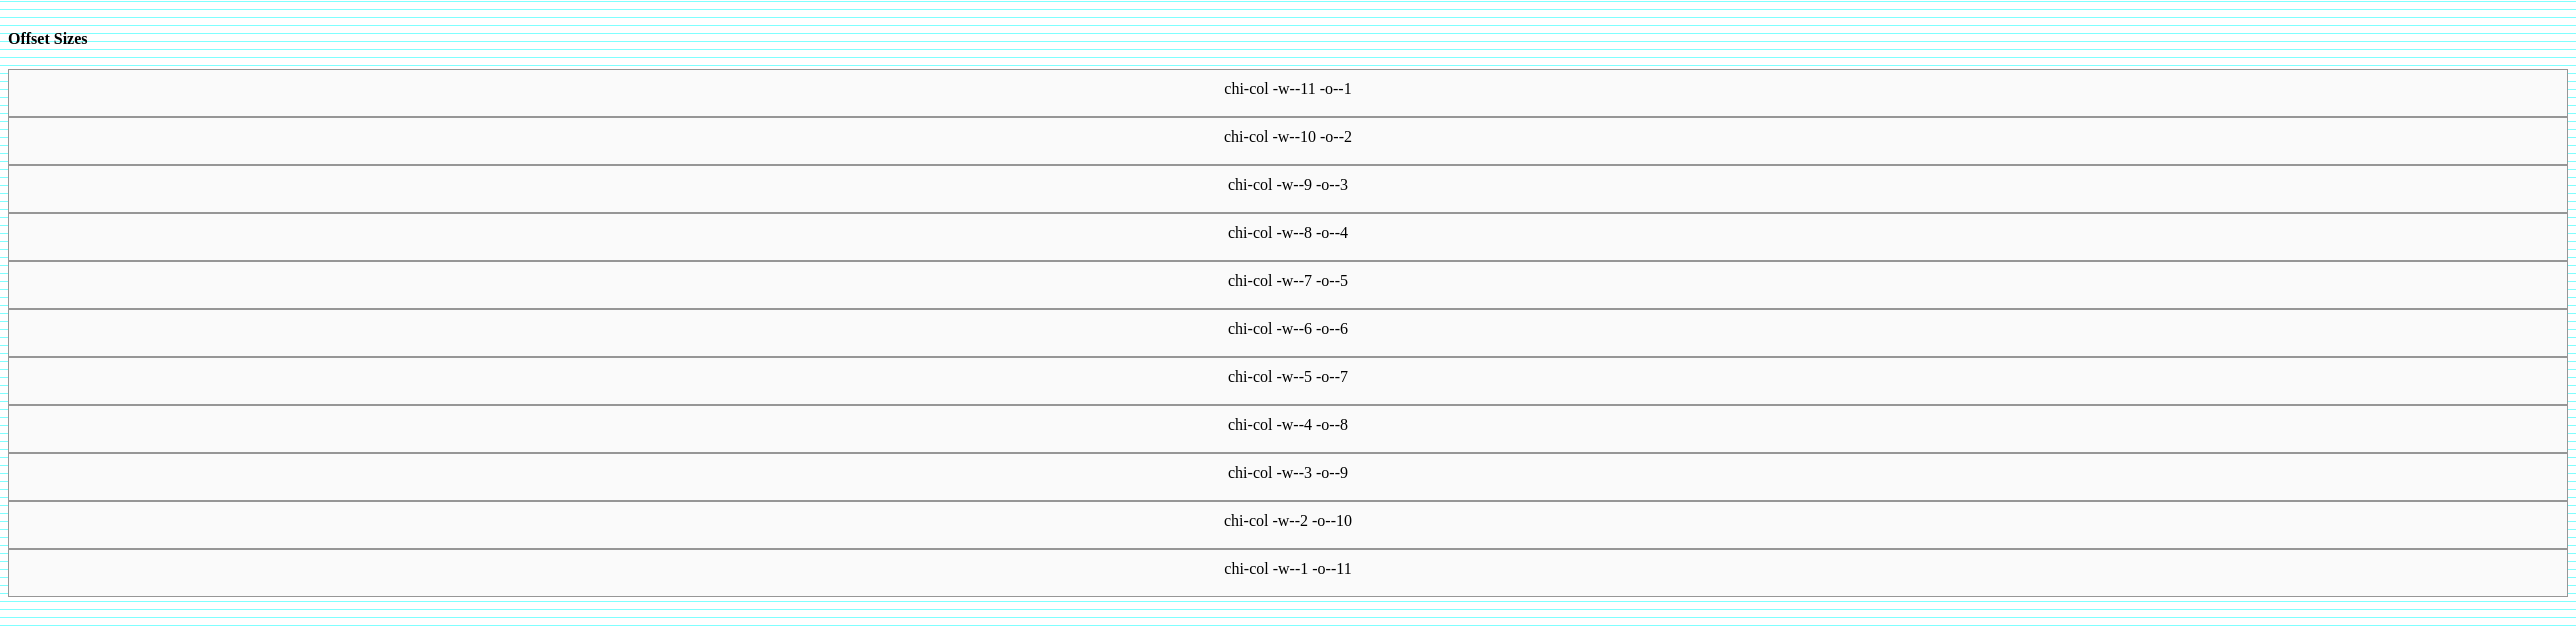 Offset Sizes
chi-col -w--11 -o--1
chi-col -w--10 -o--2
chi-col -w--9 -o--3
chi-col -w--8 -o--4
chi-col -w--7 -o--5
chi-col -w--6 -o--6
chi-col -w--5 -o--7
chi-col -w--4 -o--8
chi-col -w--3 -o--9
chi-col -w--2 -o--10
chi-col -w--1 -o--11